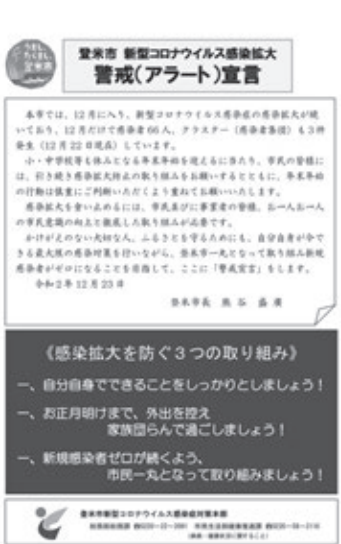 うまし、たくまし、登米市
登米市 新型コロナウイルス感染拡大
警戒(アラート)宣言
本市では、12月に入り、新型コロナウイルス感染症の感染拡大が続
いており、12月だけで感染者66人、クラスター(感染者集団)も3件
発生(12月22日現在)しています。
小・中学校等も休みとなる年末年始を迎えるに当たり、市民の皆様に
は、引き続き感染拡大防止の取り組みをお願いするとともに、年末年始
の行動は慎重にご判断いただくよう重ねてお願いいたします。
感染拡大を食い止めるには、市民及びに事業者の皆様、お一人お一人
の市民意識の向上と徹底した取り組みが必要です。
かけがえのない大切な人、ふるさとを守るためにも、自分自身ができ
る最大限の感染対策を行いながら、登米市一丸となって取り組み新規
感染者がゼロになることを目指して、ここに「警戒宣言」をします。
令和2年12月23日
登米市長 熊谷 盛廣
《感染拡大を防ぐ3つの取り組み》
一、自分自身でできることをしっかりとしましょう!
一、お正月明けまで、外出を控え
家族団らんで過ごしましょう!
一、新規感染者ゼロが続くよう、
市民一丸となって取り組みましょう!
登米市新型コロナウイルス感染症対策本部